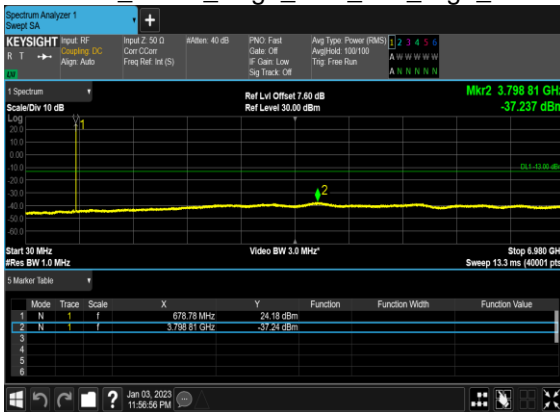 Spectrum Analyzer 1
Swept SA
+
KEYSIGHT Input: RF Input Z: 50 Ω #Atten: 40 dB PNO: Fast Avg Type: Power (RMS) 1 2 3 4 5 6
R T Coupling: DC Corr CCorr Gate: Off Avg|Hold: 100/100 A W W W W W
Align: Auto Freq Ref: Int (S) IF Gain: Low Trig: Free Run
Sig Track: Off A N N N N N
1 Spectrum Ref Lvl Offset 7.60 dB Mkr2 3.798 81 GHz
Scale/Div 10 dB Ref Level 30.00 dBm -37.237 dBm
Log
20.0
10.0
0.00
-10.0
DL1 -13.00 dBm
-20.0
-30.0
-40.0
-50.0
-60.0
1
2
Start 30 MHz Video BW 3.0 MHz* Stop 6.980 GHz
#Res BW 1.0 MHz Sweep 13.3 ms (40001 pts)
5 Marker Table
Mode Trace Scale X Y Function Function Width Function Value
1 N 1 f 678.78 MHz 24.18 dBm
2 N 1 f 3.798 81 GHz -37.24 dBm
3
4
5
6
? Jan 03, 2023
11:56:56 PM